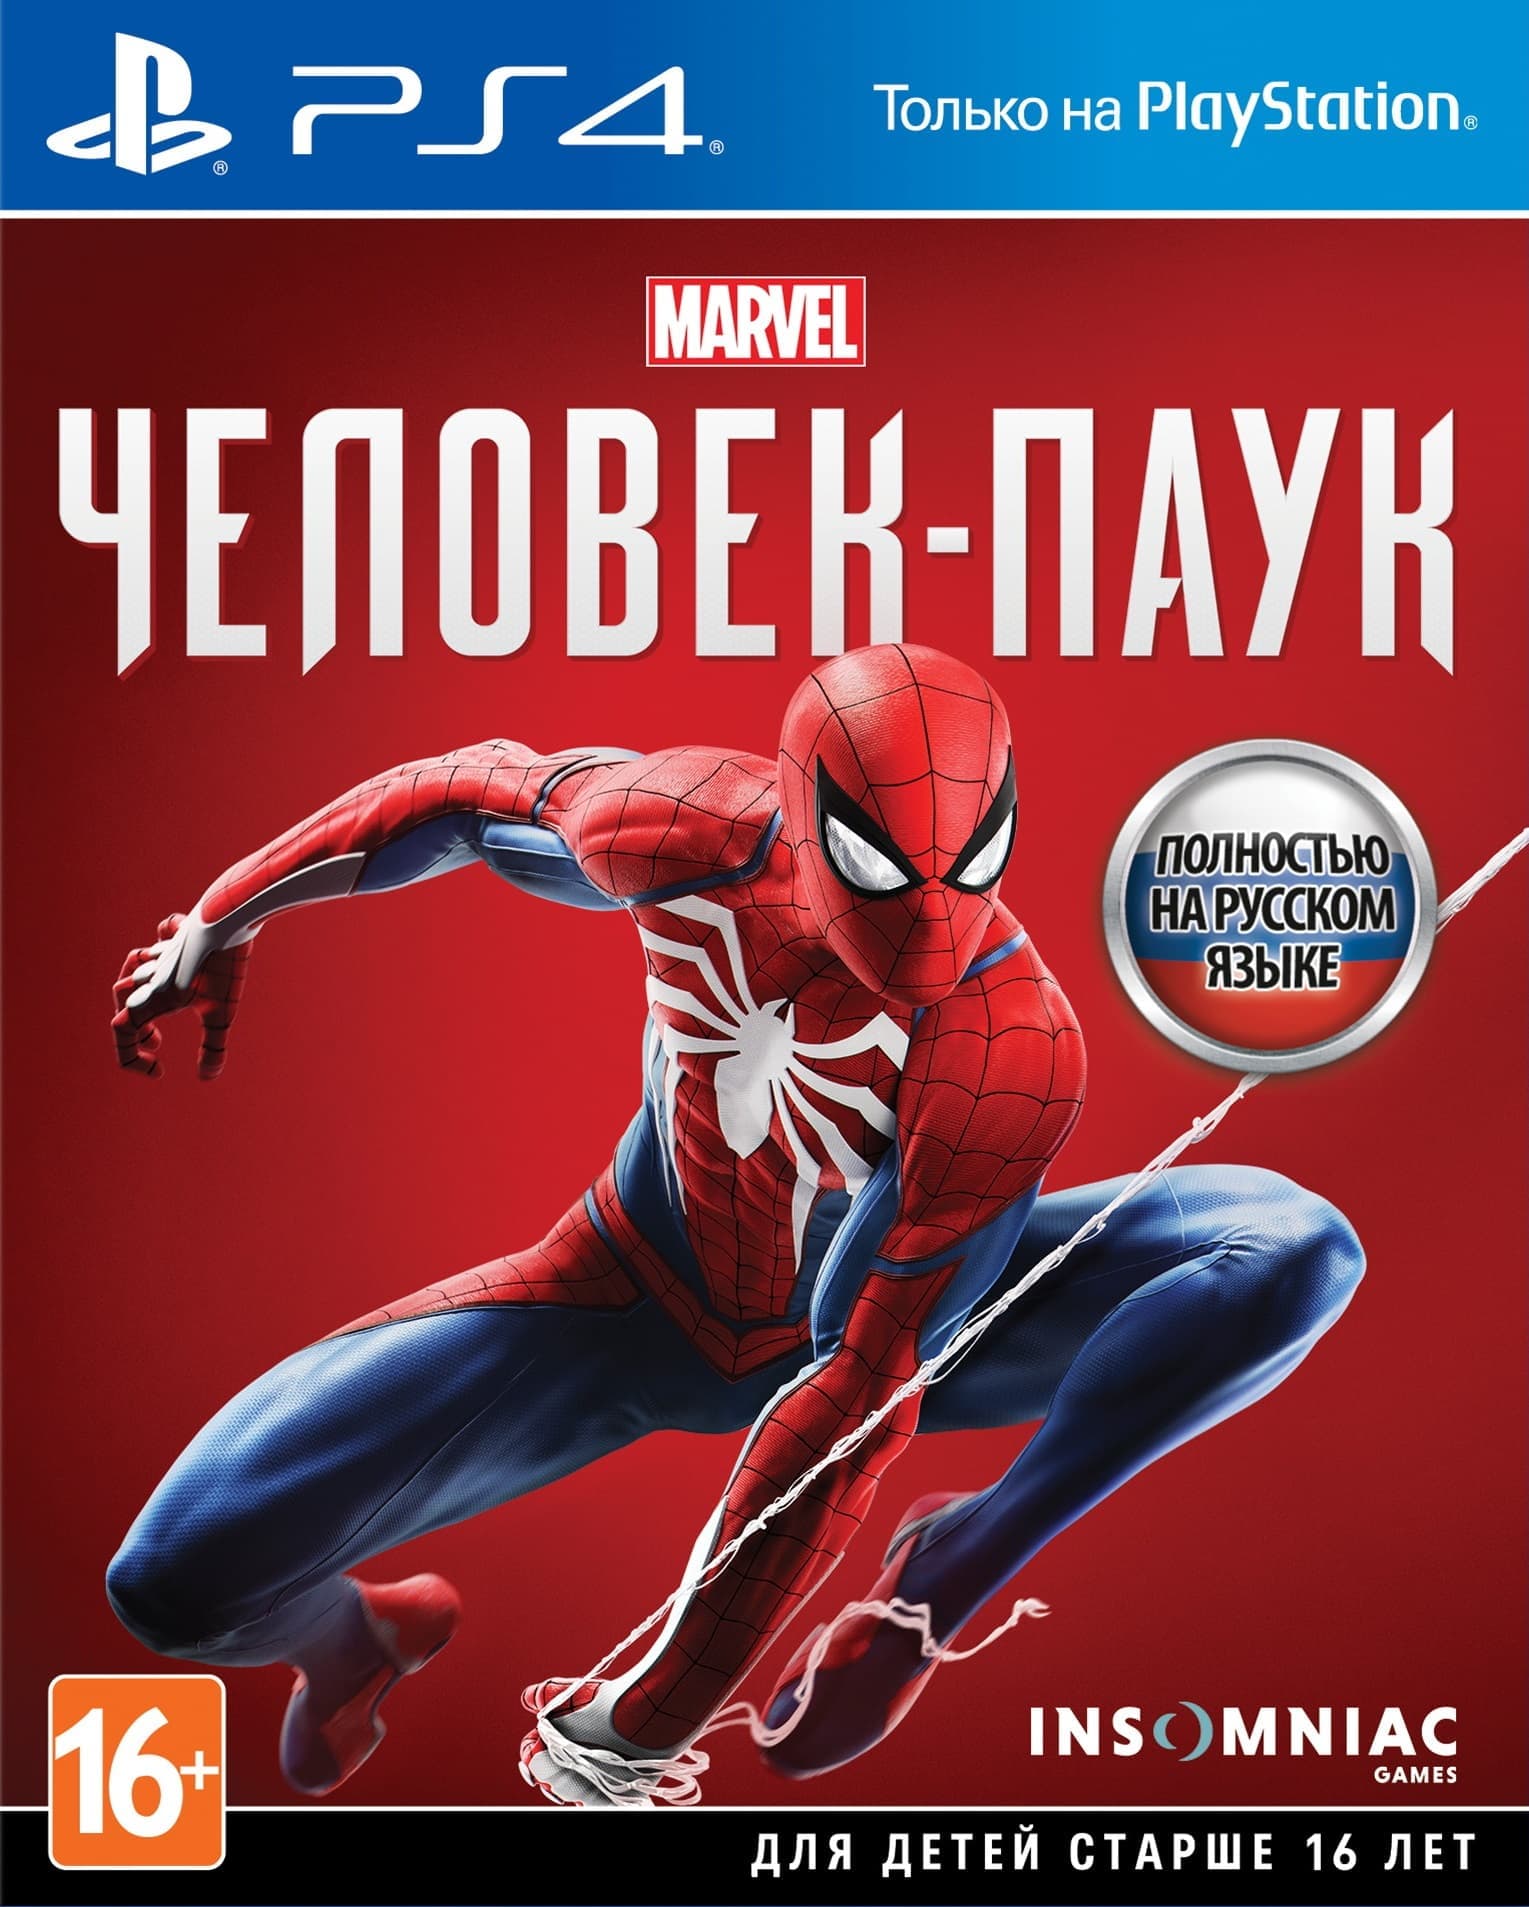 PS4® Только на PlayStation®
MARVEL
ЧЕЛОВЕК-ПАУК
ПОЛНОСТЬЮ
НА РУССКОМ
ЯЗЫКЕ
INSOMNIAC
GAMES
16+
ДЛЯ ДЕТЕЙ СТАРШЕ 16 ЛЕТ